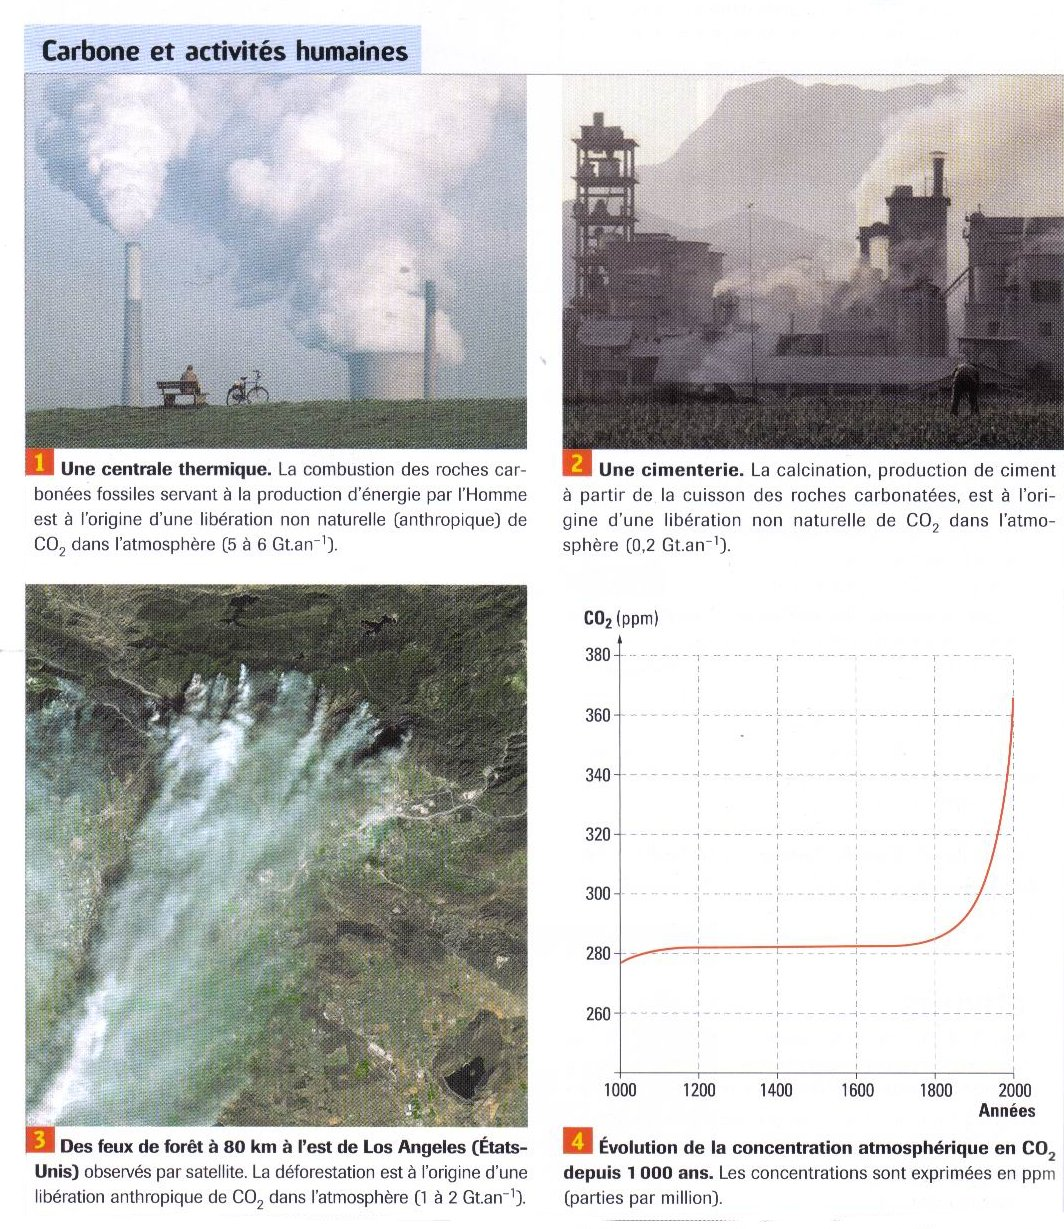 Carbone et activités humaines
1 Une centrale thermique. La combustion des roches car-
bonées fossiles servant à la production d'énergie par l'Homme
est à l'origine d'une libération non naturelle (anthropique) de
CO₂ dans l'atmosphère (5 à 6 Gt.an⁻¹).
2 Une cimenterie. La calcination, production de ciment
à partir de la cuisson des roches carbonatées, est à l'ori-
gine d'une libération non naturelle de CO₂ dans l'atmo-
sphère (0,2 Gt.an⁻¹).
3 Des feux de forêt à 80 km à l'est de Los Angeles (États-
Unis) observés par satellite. La déforestation est à l'origine d'une
libération anthropique de CO₂ dans l'atmosphère (1 à 2 Gt.an⁻¹).
CO₂ (ppm)
380
360
340
320
300
280
260
1000 1200 1400 1600 1800 2000
Années
4 Évolution de la concentration atmosphérique en CO₂
depuis 1 000 ans. Les concentrations sont exprimées en ppm
(parties par million).